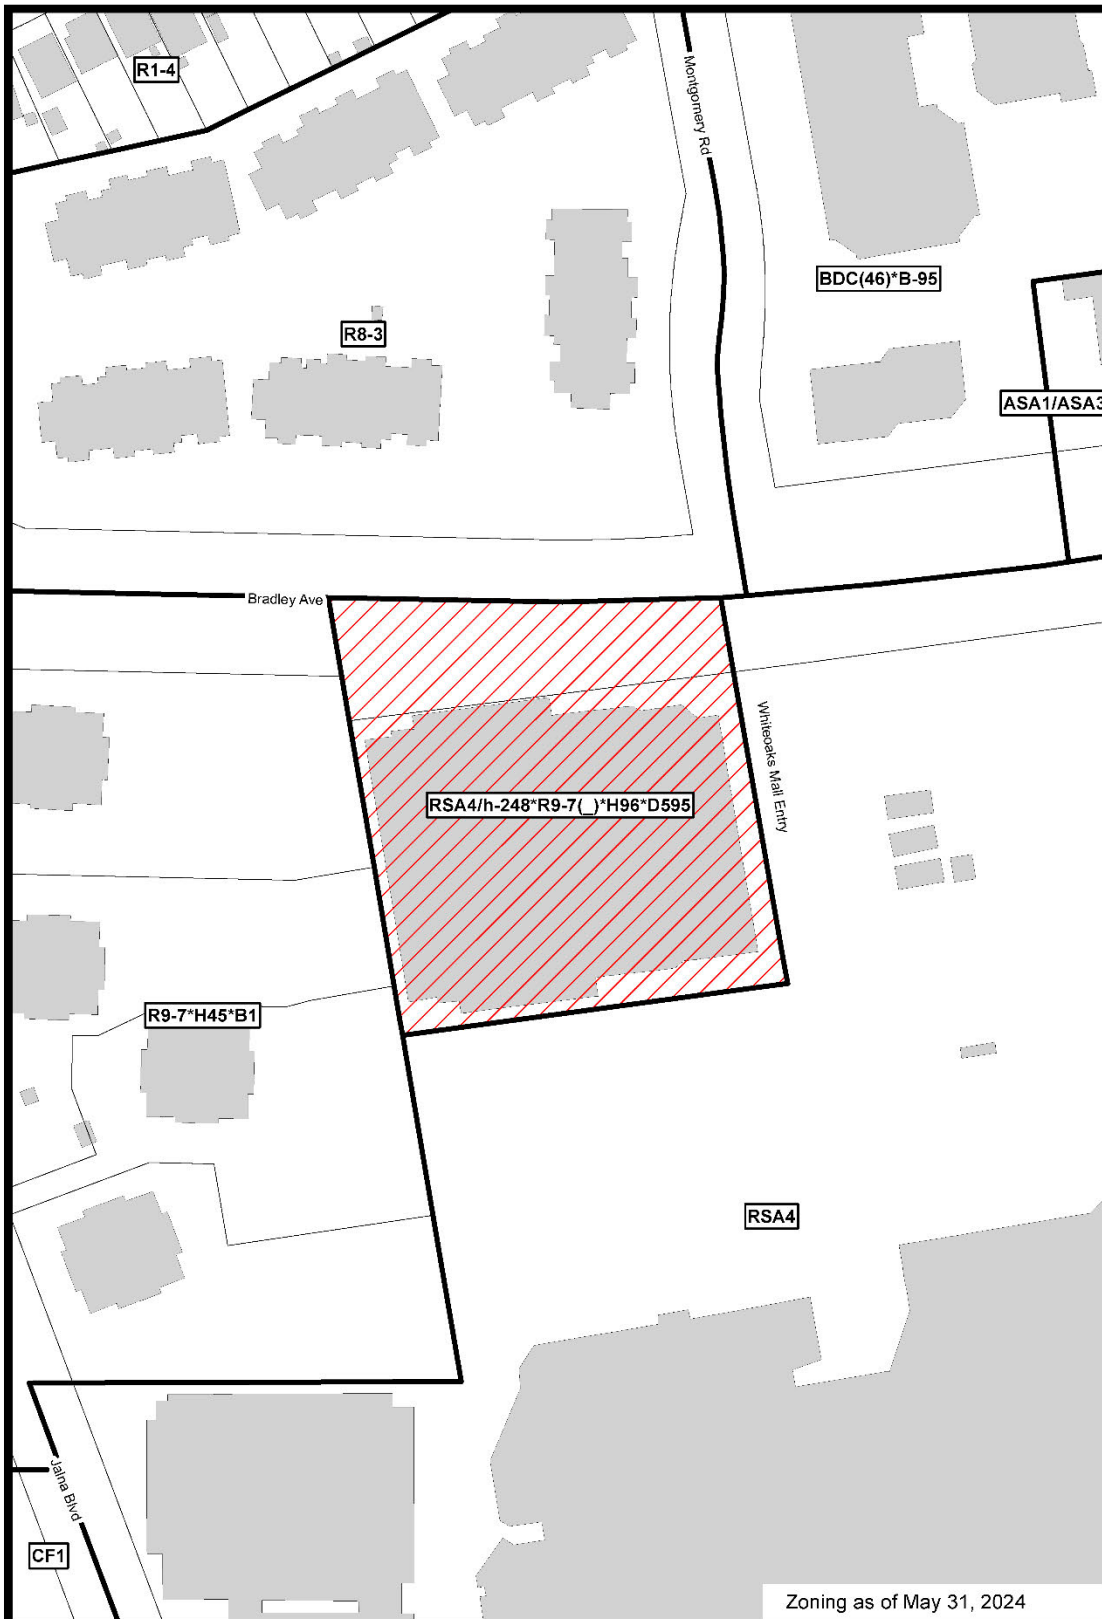 R1-4
Montgomery Rd
BDC(46)*B-95
R8-3
ASA1/ASA3
Bradley Ave
Whiteoaks Mall Entry
RSA4/h-248*R9-7(_)*H96*D595
R9-7*H45*B1
RSA4
Jalna Blvd
CF1
Zoning as of May 31, 2024